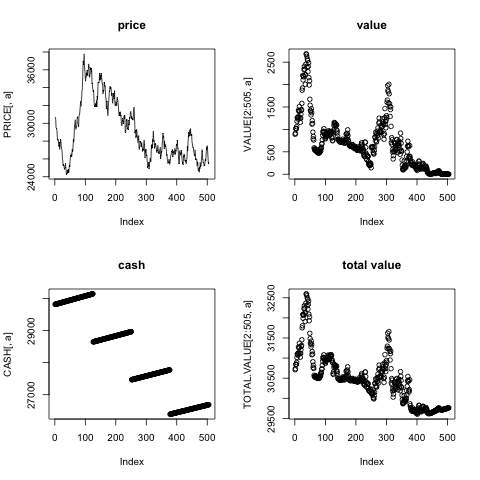 price
PRICE[, a]
36000
30000
24000
0 100 200 300 400 500
Index
value
VALUE[2:505, a]
2500
1500
500
0
0 100 200 300 400 500
Index
cash
CASH[, a]
29000
27000
0 100 200 300 400 500
Index
total value
TOTAL.VALUE[2:505, a]
32500
31500
30500
29500
0 100 200 300 400 500
Index